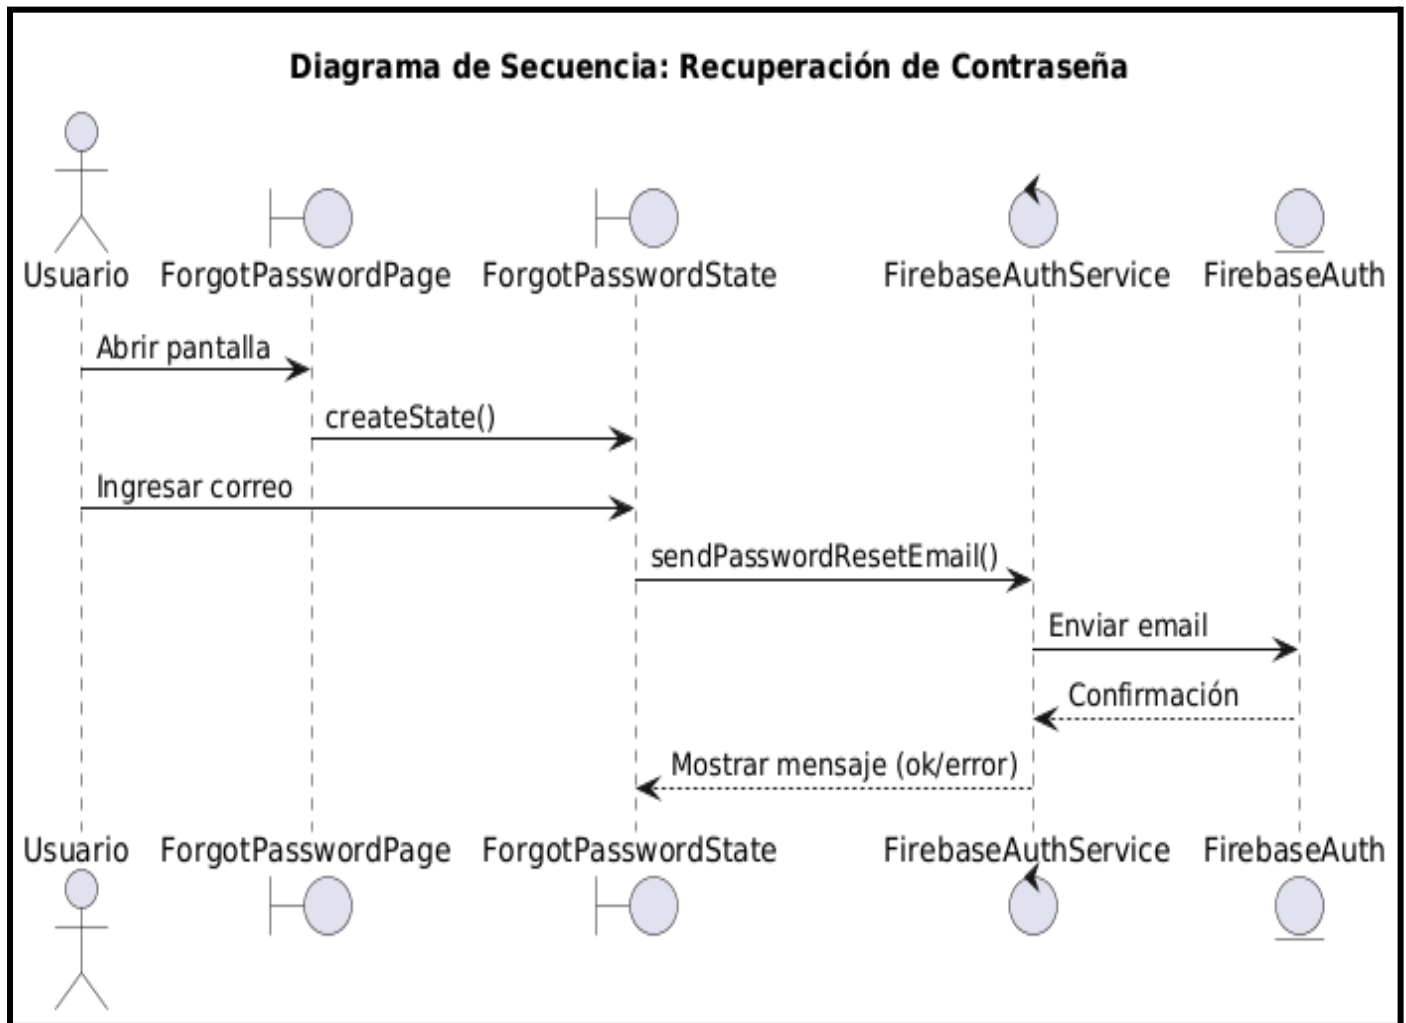 Diagrama de Secuencia: Recuperación de Contraseña
Usuario ForgotPasswordPage ForgotPasswordState FirebaseAuthService FirebaseAuth
Abrir pantalla
createState()
Ingresar correo
sendPasswordResetEmail()
Enviar email
Confirmación
Mostrar mensaje (ok/error)
Usuario ForgotPasswordPage ForgotPasswordState FirebaseAuthService FirebaseAuth